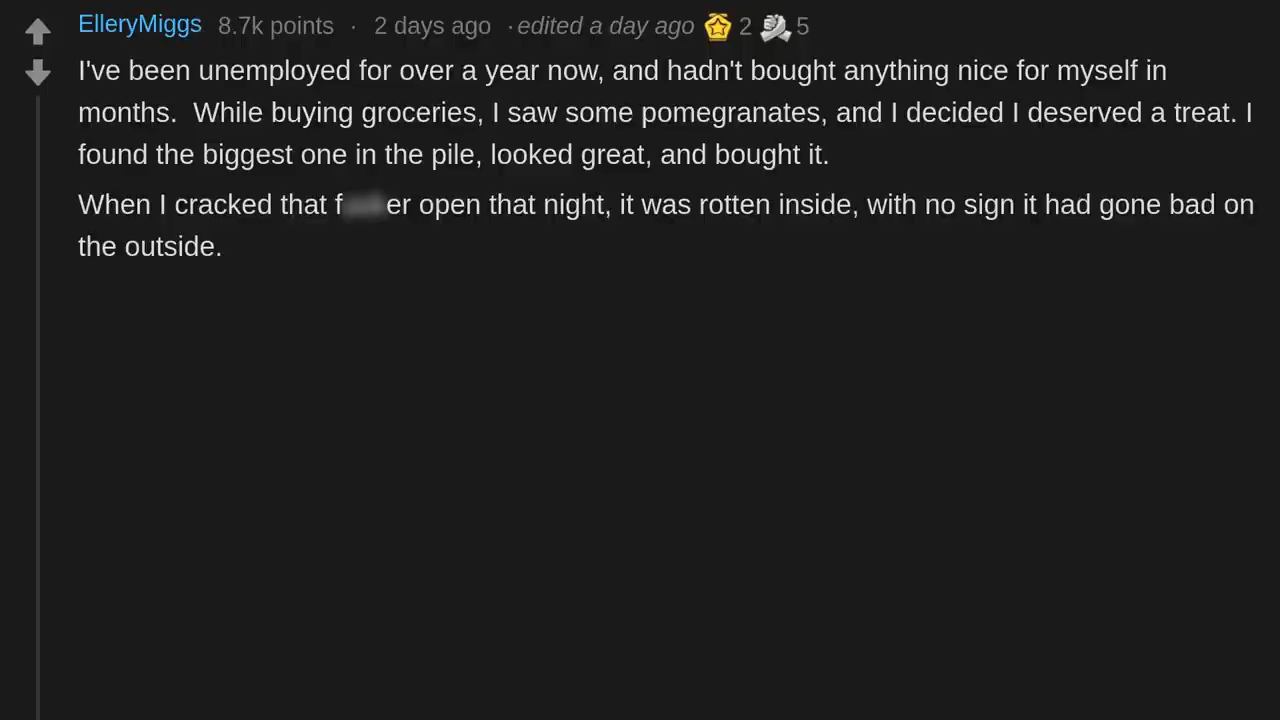 ElleryMiggs 8.7k points · 2 days ago · edited a day ago 2 5
I've been unemployed for over a year now, and hadn't bought anything nice for myself in
months.  While buying groceries, I saw some pomegranates, and I decided I deserved a treat. I
found the biggest one in the pile, looked great, and bought it.
When I cracked that f er open that night, it was rotten inside, with no sign it had gone bad on
the outside.